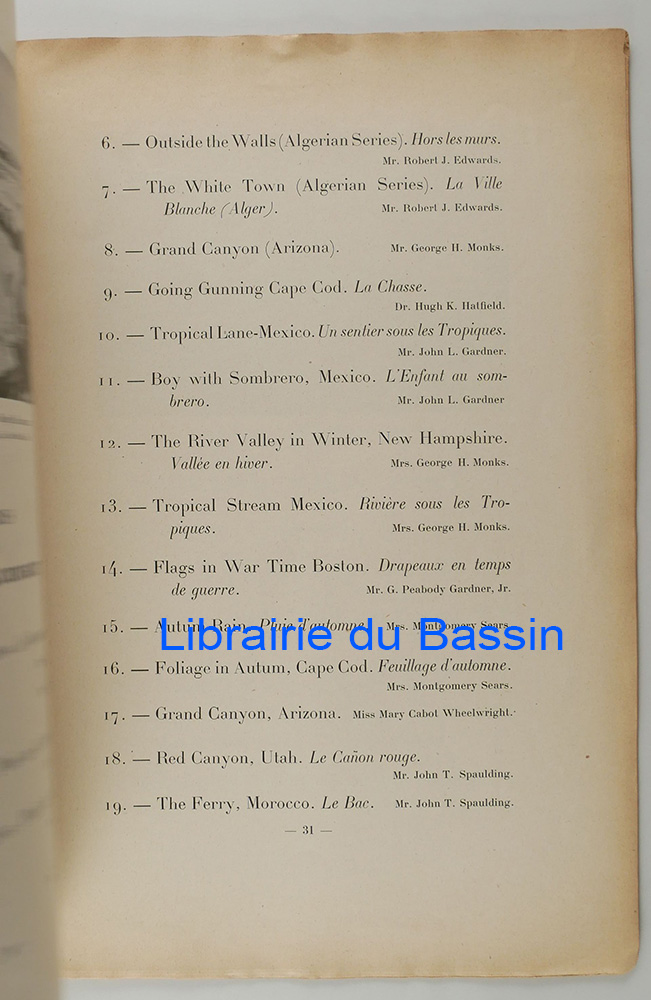 6. — Outside the Walls (Algerian Series). Hors les murs.
Mr. Robert J. Edwards.
7. — The White Town (Algerian Series). La Ville
Blanche (Alger). Mr. Robert J. Edwards.
8. — Grand Canyon (Arizona). Mr. George H. Monks.
9. — Going Gunning Cape Cod. La Chasse.
Dr. Hugh K. Hatfield.
10. — Tropical Lane-Mexico. Un sentier sous les Tropiques.
Mr. John L. Gardner.
11. — Boy with Sombrero, Mexico. L'Enfant au som-
brero. Mr. John L. Gardner
12. — The River Valley in Winter, New Hampshire.
Vallée en hiver. Mrs. George H. Monks.
13. — Tropical Stream Mexico. Rivière sous les Tro-
piques. Mrs. George H. Monks.
14. — Flags in War Time Boston. Drapeaux en temps
de guerre. Mr. G. Peabody Gardner, Jr.
15. — Autum Rain. Pluie d'automne. Mrs. Montgomery Sears.
Librairie du Bassin
16. — Foliage in Autum, Cape Cod. Feuillage d'automne.
Mrs. Montgomery Sears.
17. — Grand Canyon, Arizona. Miss Mary Cabot Wheelwright.
18. — Red Canyon, Utah. Le Cañon rouge.
Mr. John T. Spaulding.
19. — The Ferry, Morocco. Le Bac. Mr. John T. Spaulding.
— 31 —